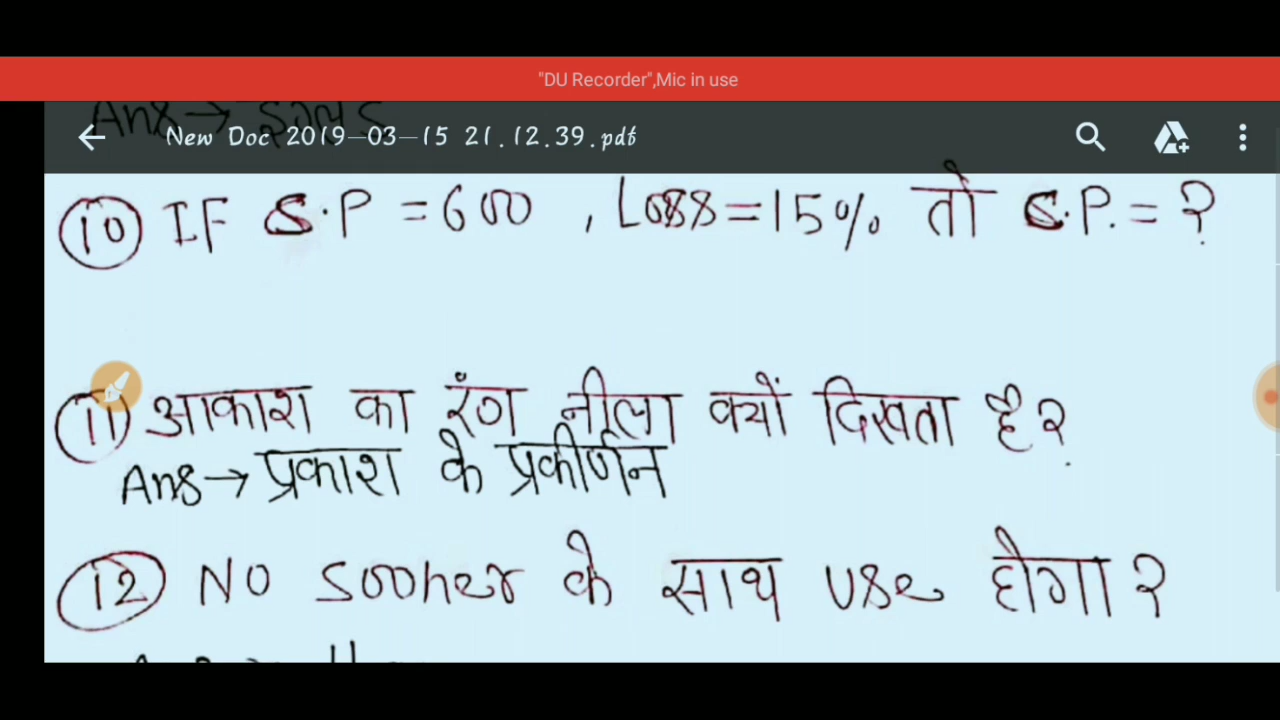 "DU Recorder",Mic in use
New Doc 2019-03-15 21.12.39.pdf
10 IF S.P = 600 , Loss = 15% तो S.P. = ?
11 आकाश का रंग नीला क्यों दिखता है ?
Ans → प्रकाश के प्रकीर्णन
12 No sooner के साथ use होगा ?